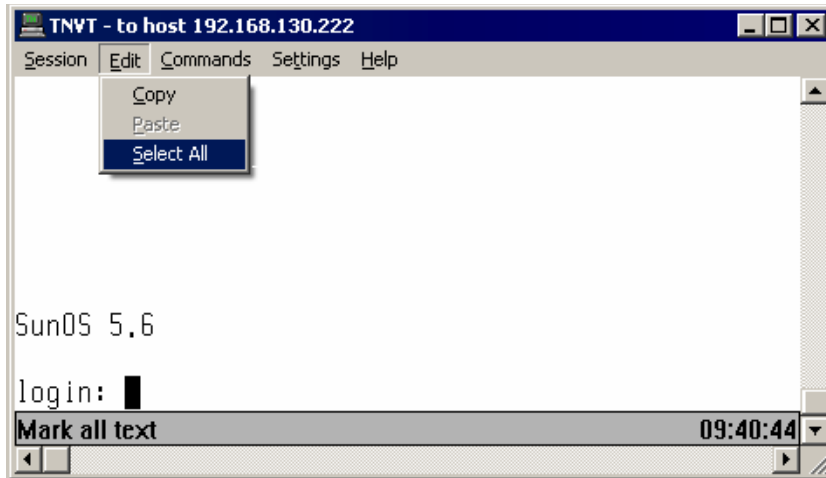 TNVT - to host 192.168.130.222
Session Edit Commands Settings Help
Copy
Paste
Select All
SunOS 5.6
login:
Mark all text 09:40:44